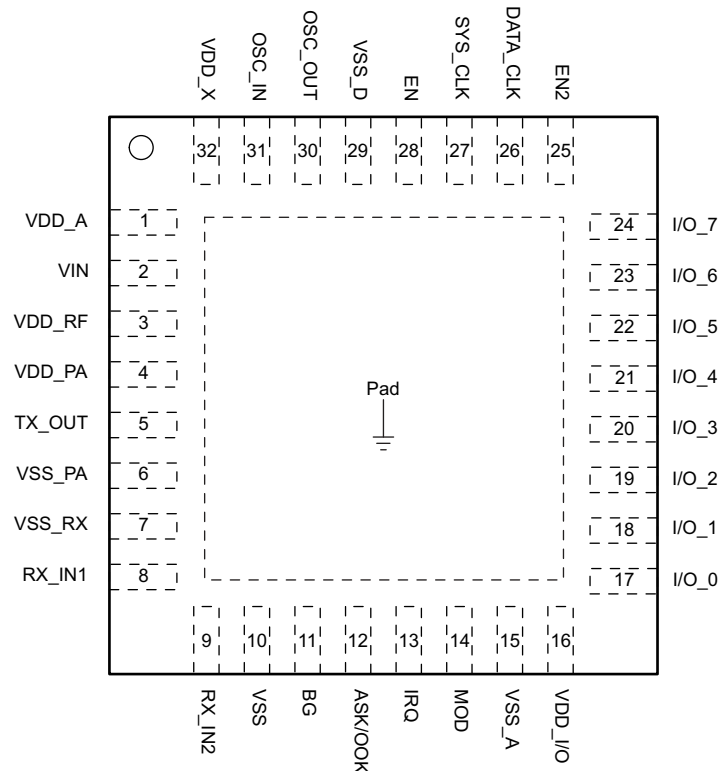 VDD_X
OSC_IN
OSC_OUT
VSS_D
EN
SYS_CLK
DATA_CLK
EN2
32
31
30
29
28
27
26
25
VDD_A 1
24 I/O_7
VIN 2
23 I/O_6
VDD_RF 3
22 I/O_5
VDD_PA 4
21 I/O_4
Pad
TX_OUT 5
20 I/O_3
VSS_PA 6
19 I/O_2
VSS_RX 7
18 I/O_1
RX_IN1 8
17 I/O_0
9
10
11
12
13
14
15
16
RX_IN2
VSS
BG
ASK/OOK
IRQ
MOD
VSS_A
VDD_I/O